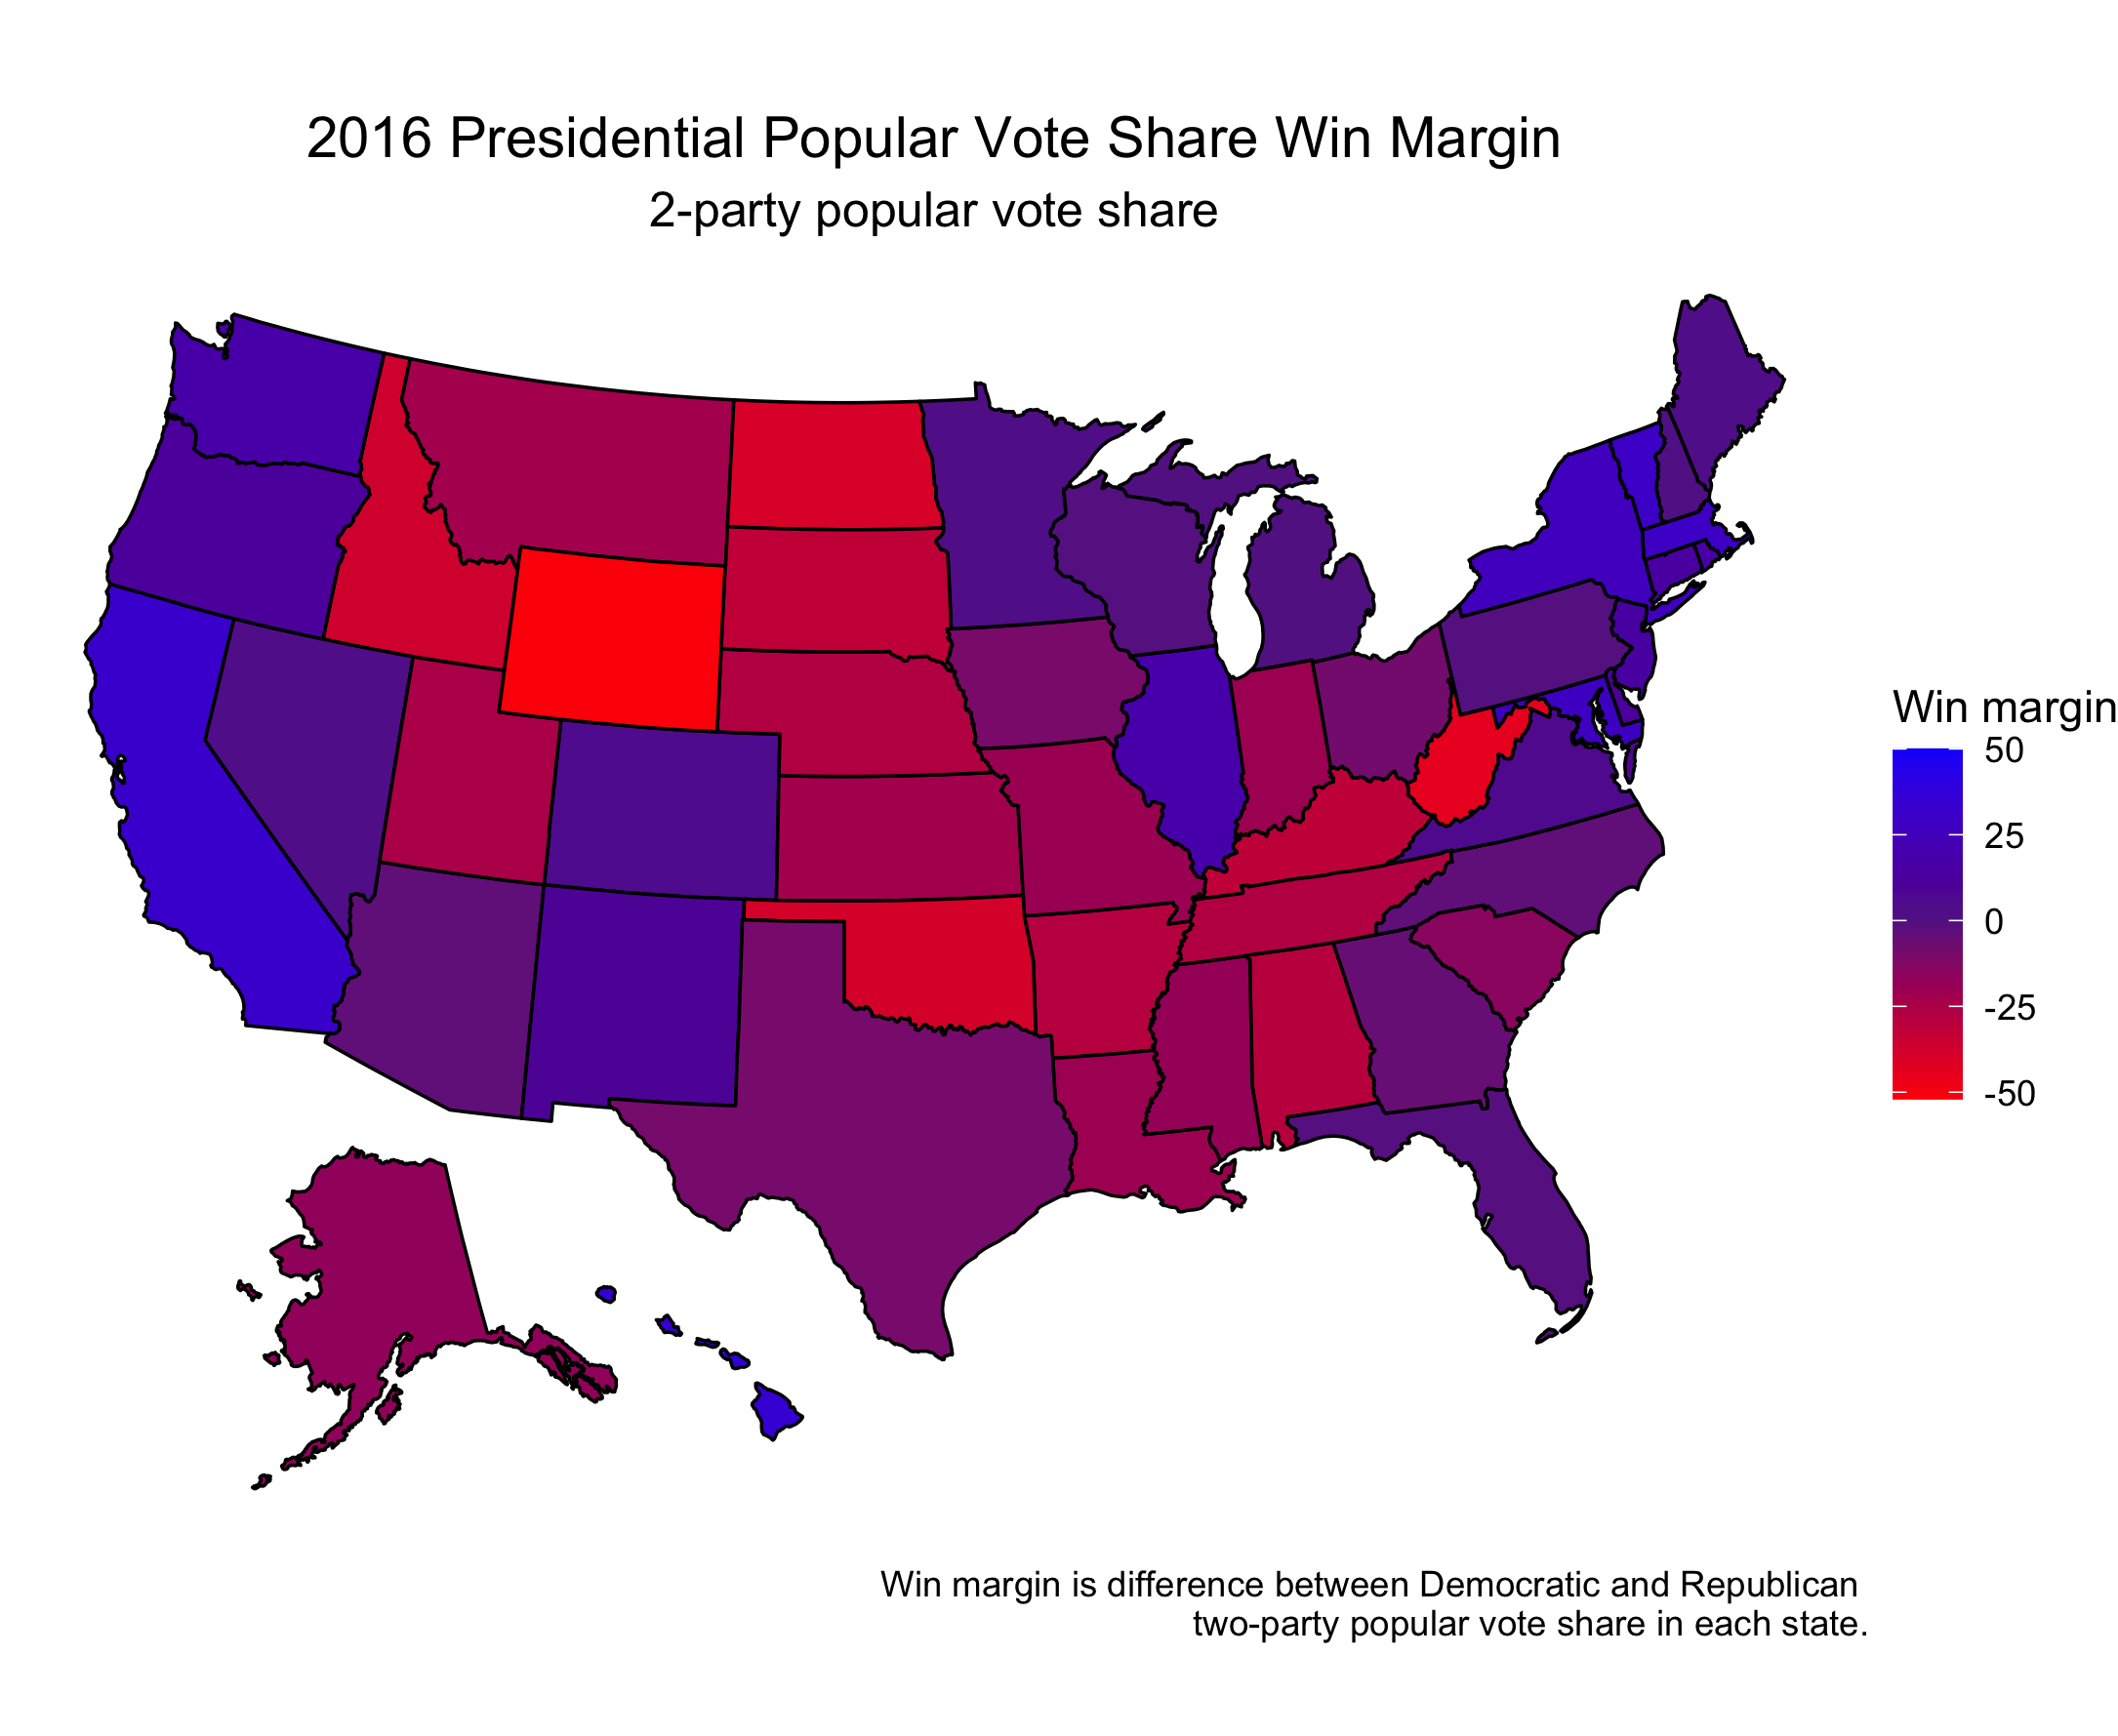 2016 Presidential Popular Vote Share Win Margin
2-party popular vote share
Win margin
50
25
0
-25
-50
Win margin is difference between Democratic and Republican
two-party popular vote share in each state.